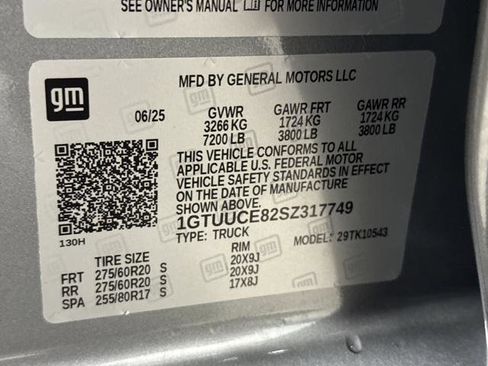 SEE OWNER'S MANUAL FOR MORE INFORMATION
gm
MFD BY GENERAL MOTORS LLC
06/25 GVWR GAWR FRT GAWR RR
3266 KG 1724 KG 1724 KG
7200 LB 3800 LB 3800 LB
THIS VEHICLE CONFORMS TO ALL
APPLICABLE U.S. FEDERAL MOTOR
VEHICLE SAFETY STANDARDS IN EFFECT
ON THE DATE OF MANUFACTURE
SHOWN ABOVE.
1GTUUCE82SZ317749
130H TYPE: TRUCK MODEL: 29TK10543
TIRE SIZE RIM
FRT 275/60R20 S 20X9J
RR 275/60R20 S 20X9J
SPA 255/80R17 S 17X8J